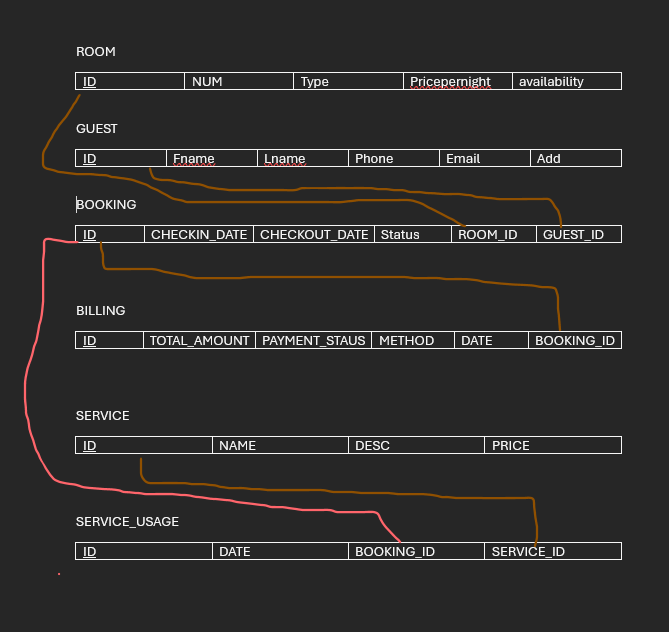 ROOM
ID NUM Type Pricepernight availability
GUEST
ID Fname Lname Phone Email Add
BOOKING
ID CHECKIN_DATE CHECKOUT_DATE Status ROOM_ID GUEST_ID
BILLING
ID TOTAL_AMOUNT PAYMENT_STAUS METHOD DATE BOOKING_ID
SERVICE
ID NAME DESC PRICE
SERVICE_USAGE
ID DATE BOOKING_ID SERVICE_ID